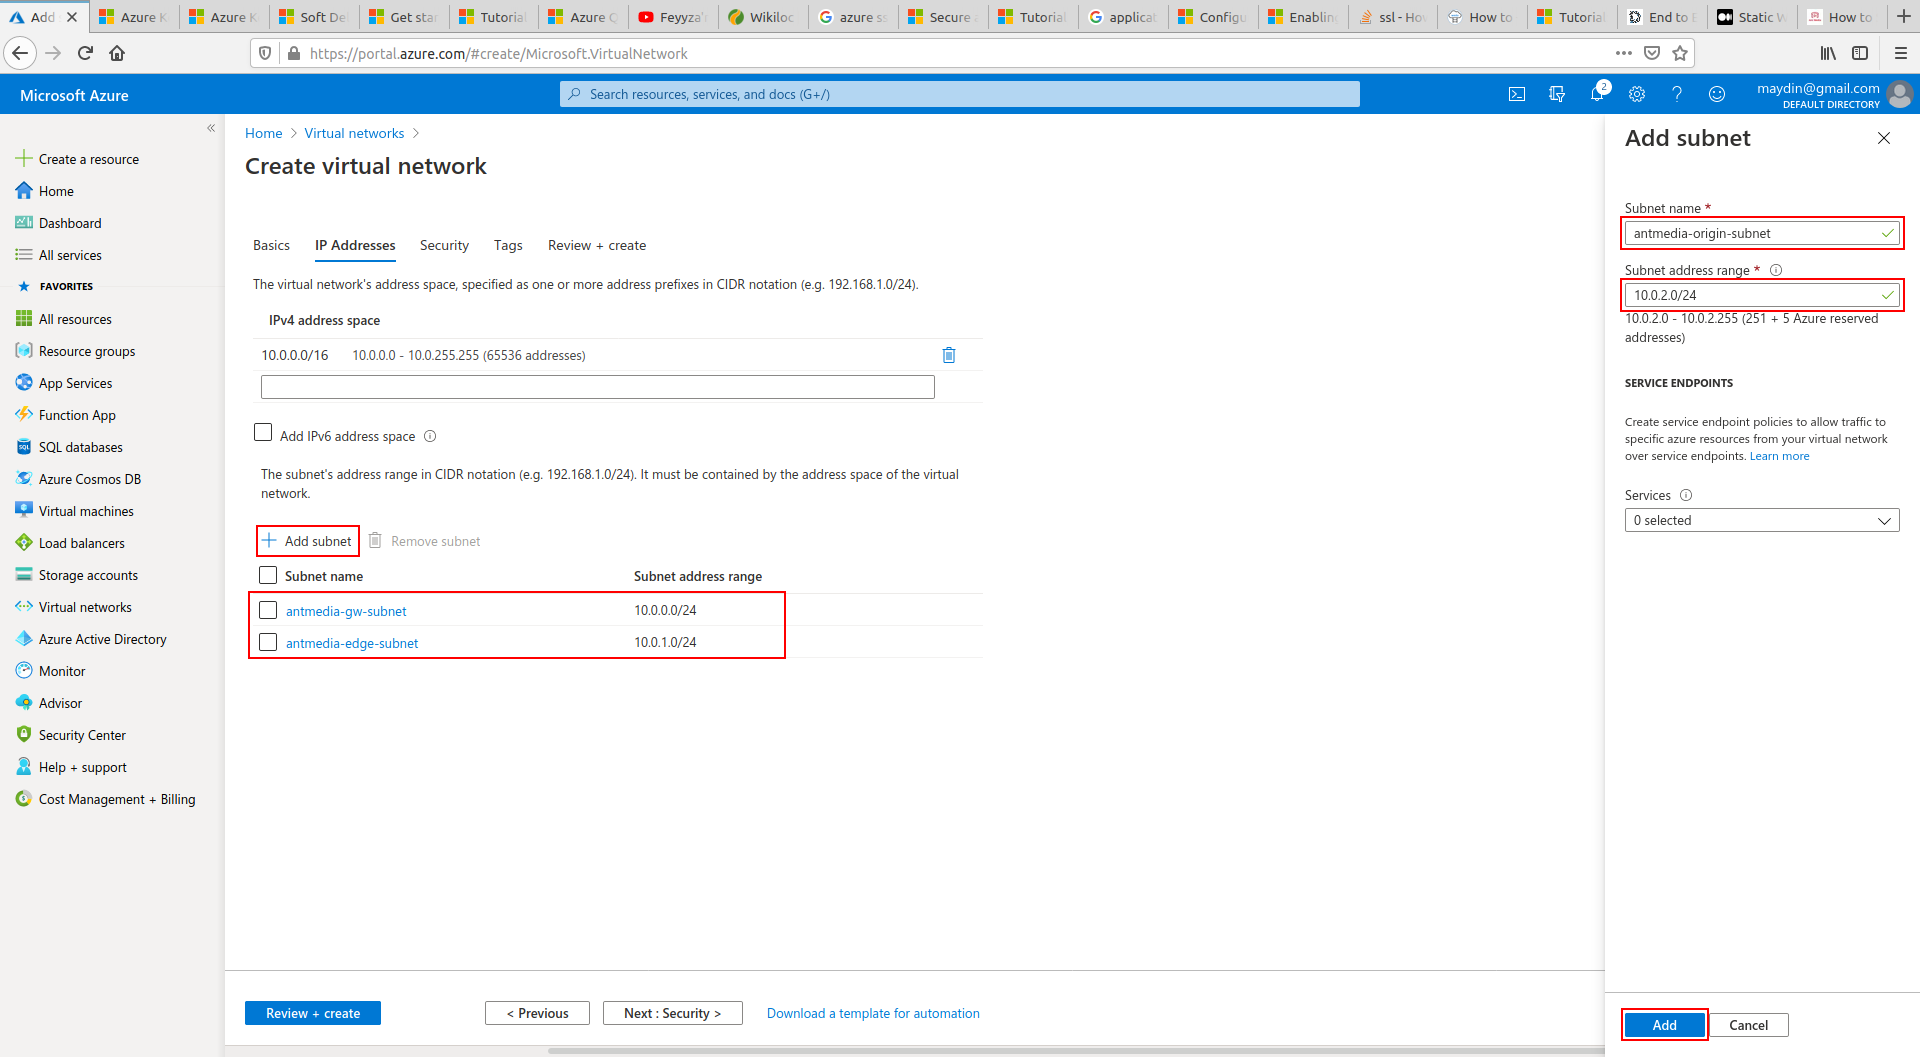 Add
Azure K
Azure K
Soft De
Get star
Tutorial
Azure Q
Feyyza'
Wikiloc
azure ss
Secure a
Tutorial
applicat
Configu
Enabling
ssl - Hov
How to
Tutorial
End to E
Static W
How to
https://portal.azure.com/#create/Microsoft.VirtualNetwork
Microsoft Azure
Search resources, services, and docs (G+/)
2
maydin@gmail.com
DEFAULT DIRECTORY
«
Create a resource
Home
Dashboard
All services
FAVORITES
All resources
Resource groups
App Services
Function App
SQL databases
Azure Cosmos DB
Virtual machines
Load balancers
Storage accounts
Virtual networks
Azure Active Directory
Monitor
Advisor
Security Center
Help + support
Cost Management + Billing
Home > Virtual networks >
Create virtual network
Basics
IP Addresses
Security
Tags
Review + create
The virtual network's address space, specified as one or more address prefixes in CIDR notation (e.g. 192.168.1.0/24).
IPv4 address space
10.0.0.0/16 10.0.0.0 - 10.0.255.255 (65536 addresses)
Add IPv6 address space
The subnet's address range in CIDR notation (e.g. 192.168.1.0/24). It must be contained by the address space of the virtual
network.
Add subnet
Remove subnet
Subnet name Subnet address range
antmedia-gw-subnet 10.0.0.0/24
antmedia-edge-subnet 10.0.1.0/24
Review + create
< Previous
Next : Security >
Download a template for automation
Add subnet
Subnet name *
antmedia-origin-subnet
Subnet address range *
10.0.2.0/24
10.0.2.0 - 10.0.2.255 (251 + 5 Azure reserved
addresses)
SERVICE ENDPOINTS
Create service endpoint policies to allow traffic to
specific azure resources from your virtual network
over service endpoints. Learn more
Services
0 selected
Add
Cancel